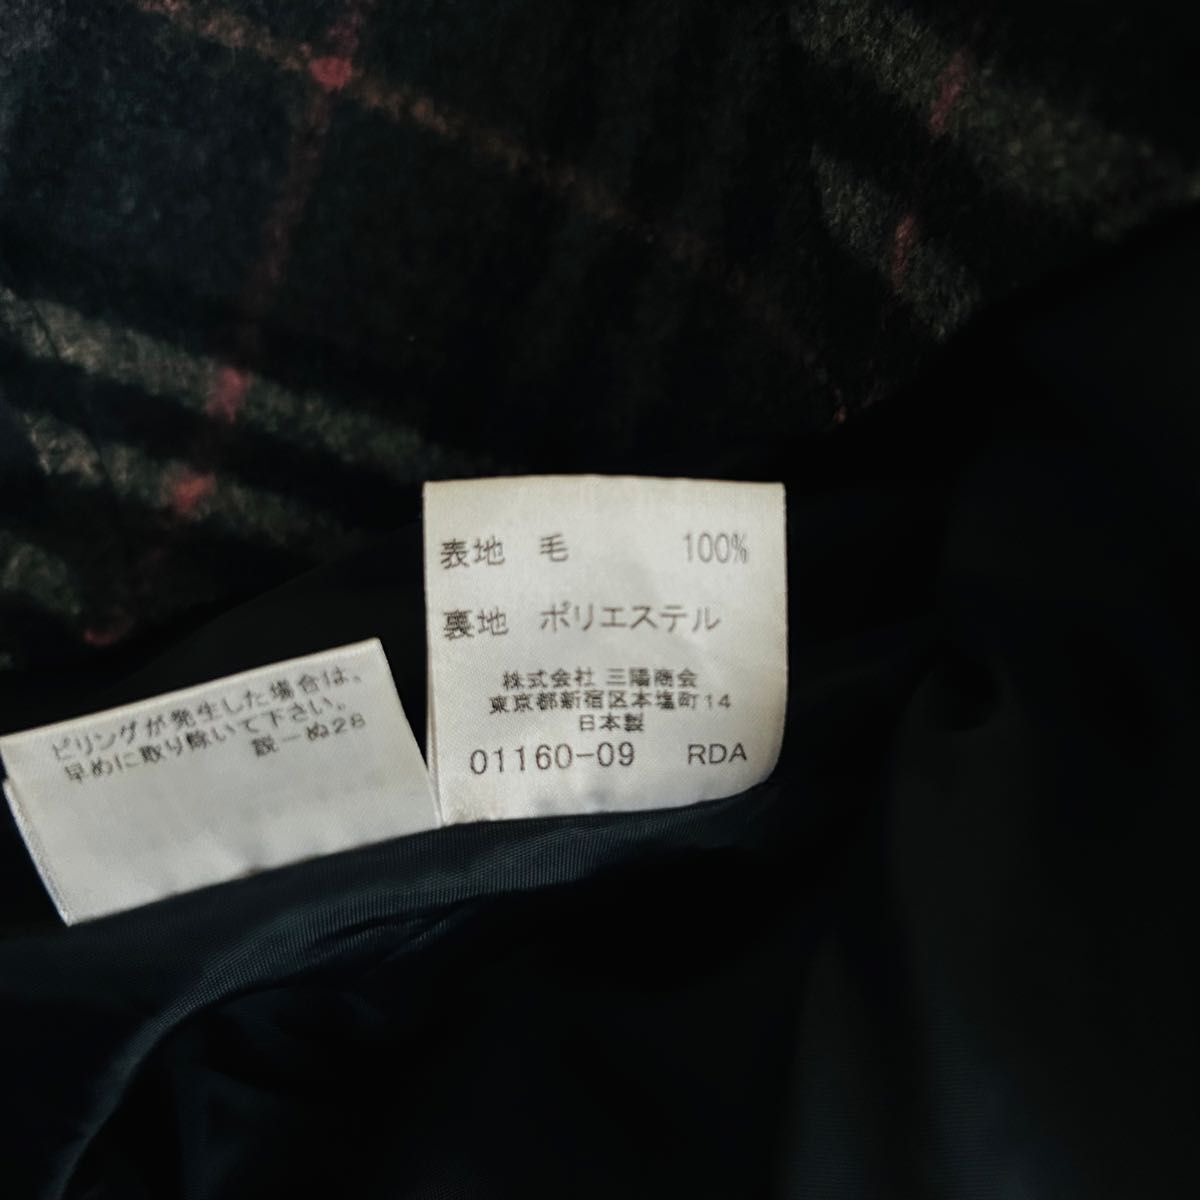 表地 毛 100%
裏地 ポリエステル
株式会社 三陽商会
東京都新宿区本塩町14
日本製
01160-09 RDA
ピリングが発生した場合は、
早めに取り除いて下さい。
説ーぬ28